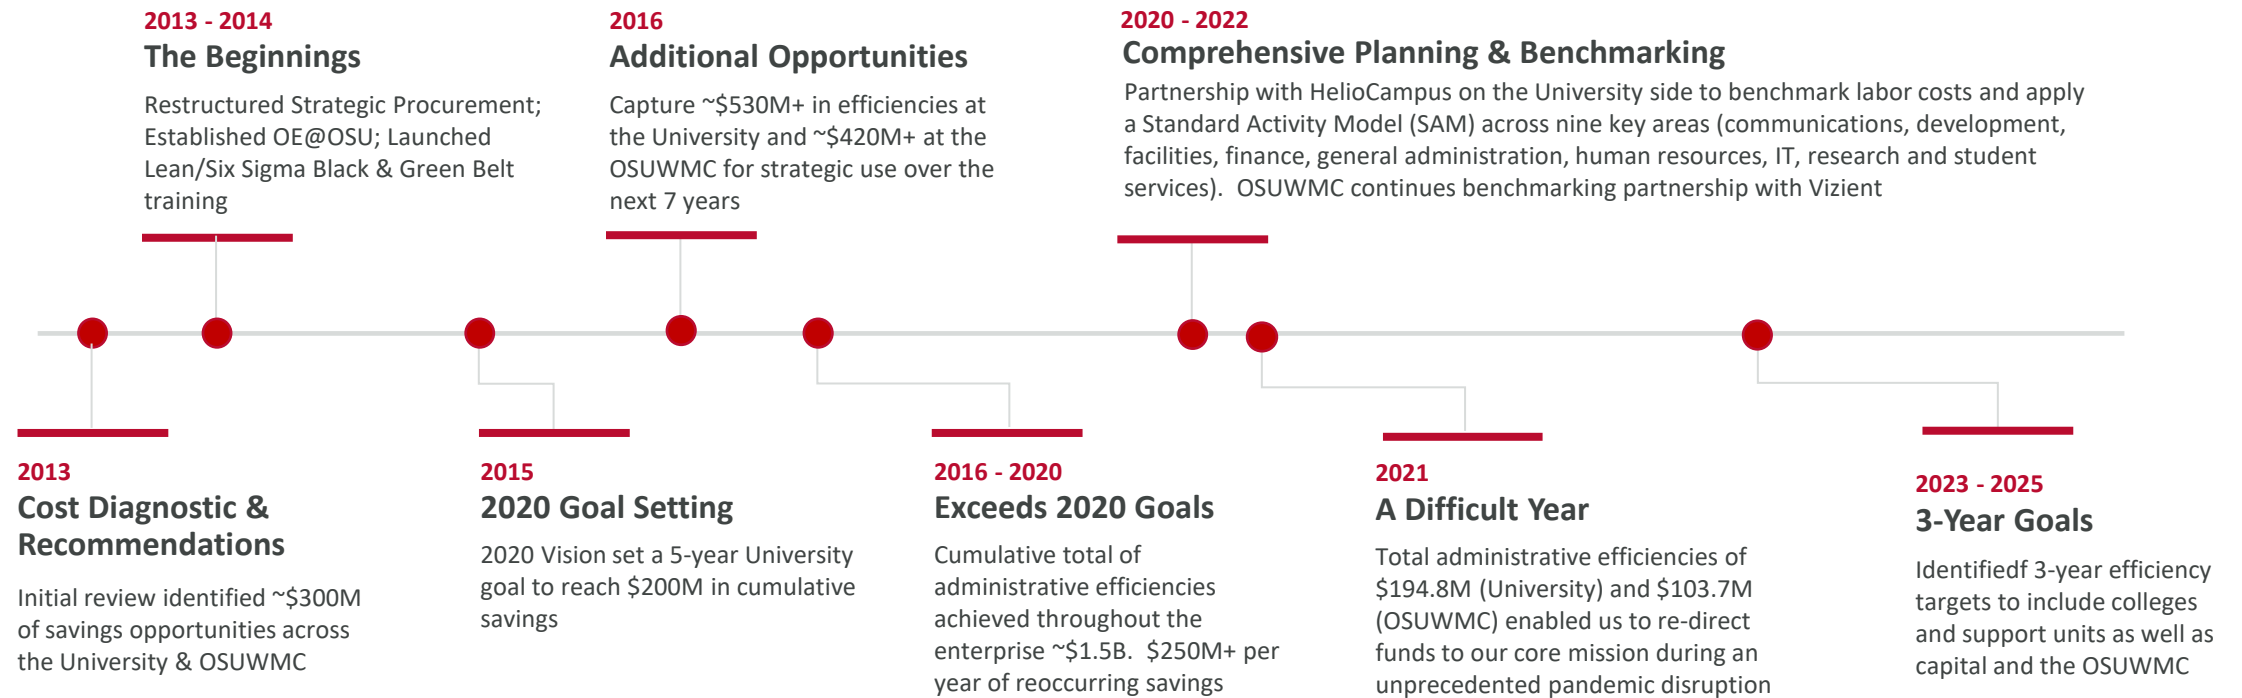 2013 - 2014
The Beginnings
Restructured Strategic Procurement;
Established OE@OSU; Launched
Lean/Six Sigma Black & Green Belt
training
2016
Additional Opportunities
Capture ~$530M+ in efficiencies at
the University and ~$420M+ at the
OSUWMC for strategic use over the
next 7 years
2020 - 2022
Comprehensive Planning & Benchmarking
Partnership with HelioCampus on the University side to benchmark labor costs and apply
a Standard Activity Model (SAM) across nine key areas (communications, development,
facilities, finance, general administration, human resources, IT, research and student
services).  OSUWMC continues benchmarking partnership with Vizient
2013
Cost Diagnostic &
Recommendations
Initial review identified ~$300M
of savings opportunities across
the University & OSUWMC
2015
2020 Goal Setting
2020 Vision set a 5-year University
goal to reach $200M in cumulative
savings
2016 - 2020
Exceeds 2020 Goals
Cumulative total of
administrative efficiencies
achieved throughout the
enterprise ~$1.5B.  $250M+ per
year of reoccurring savings
2021
A Difficult Year
Total administrative efficiencies of
$194.8M (University) and $103.7M
(OSUWMC) enabled us to re-direct
funds to our core mission during an
unprecedented pandemic disruption
2023 - 2025
3-Year Goals
Identifiedf 3-year efficiency
targets to include colleges
and support units as well as
capital and the OSUWMC